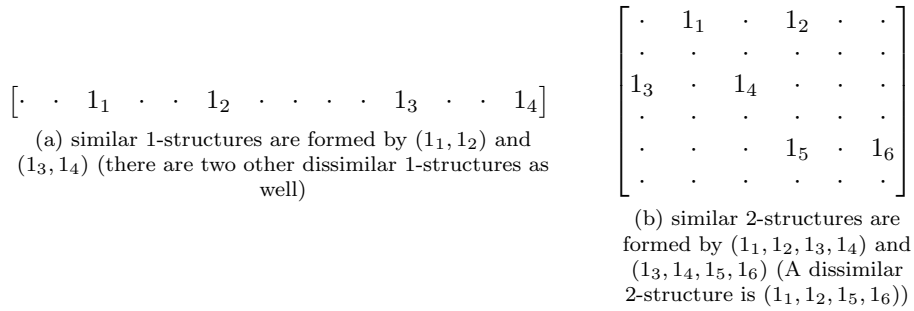 [· · 1₁ · · 1₂ · · · · 1₃ · · 1₄]
(a) similar 1-structures are formed by (1₁, 1₂) and
(1₃, 1₄) (there are two other dissimilar 1-structures as
well)
· 1₁ · 1₂ · ·
· · · · · ·
1₃ · 1₄ · · ·
· · · · · ·
· · · 1₅ · 1₆
· · · · · ·
(b) similar 2-structures are
formed by (1₁, 1₂, 1₃, 1₄) and
(1₃, 1₄, 1₅, 1₆) (A dissimilar
2-structure is (1₁, 1₂, 1₅, 1₆))